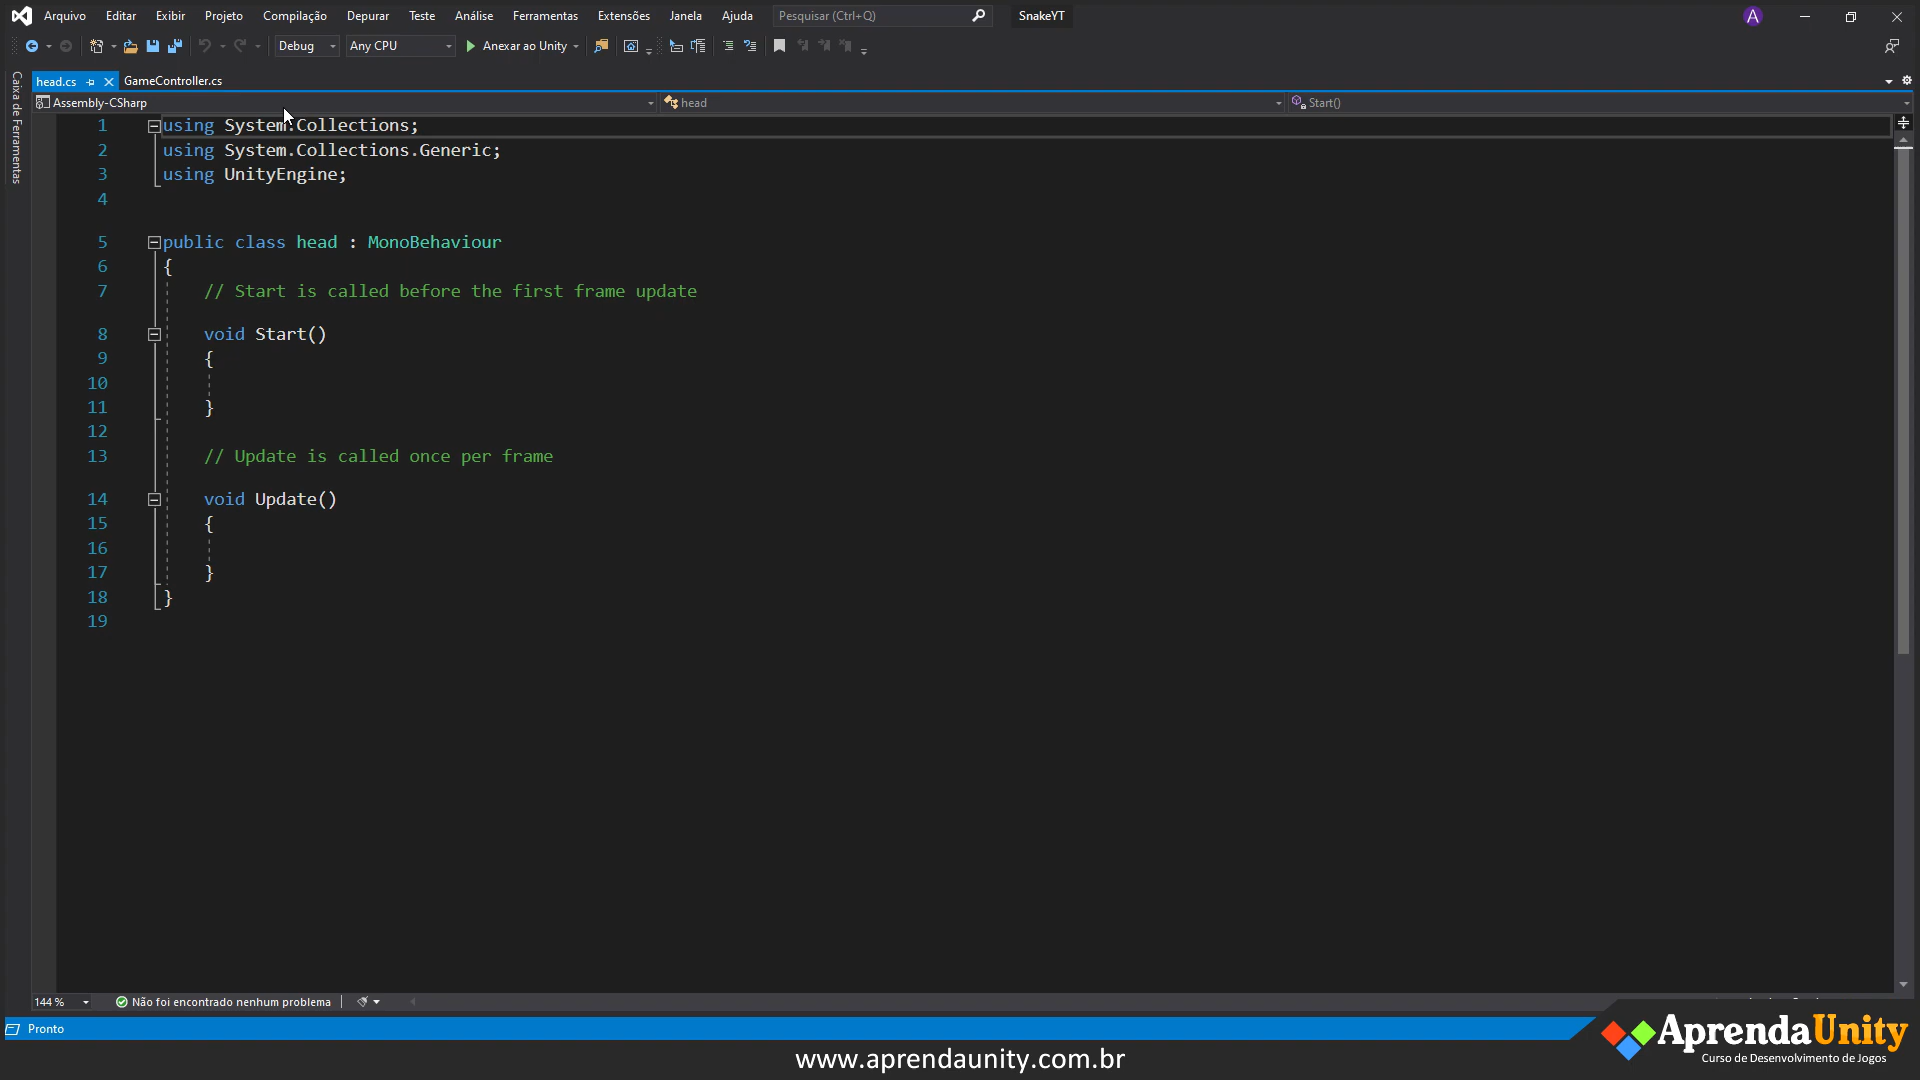 Arquivo Editar Exibir Projeto Compilação Depurar Teste Análise Ferramentas Extensões Janela Ajuda Pesquisar (Ctrl+Q) SnakeYT A
Debug Any CPU Anexar ao Unity
Caixa de Ferramentas
head.cs GameController.cs
Assembly-CSharp head Start()
1 using System.Collections;
2 using System.Collections.Generic;
3 using UnityEngine;
4
5 public class head : MonoBehaviour
6 {
7 // Start is called before the first frame update
8 void Start()
9 {
10
11 }
12
13 // Update is called once per frame
14 void Update()
15 {
16
17 }
18 }
19
144 % Não foi encontrado nenhum problema
Pronto
AprendaUnity
Curso de Desenvolvimento de Jogos
www.aprendaunity.com.br